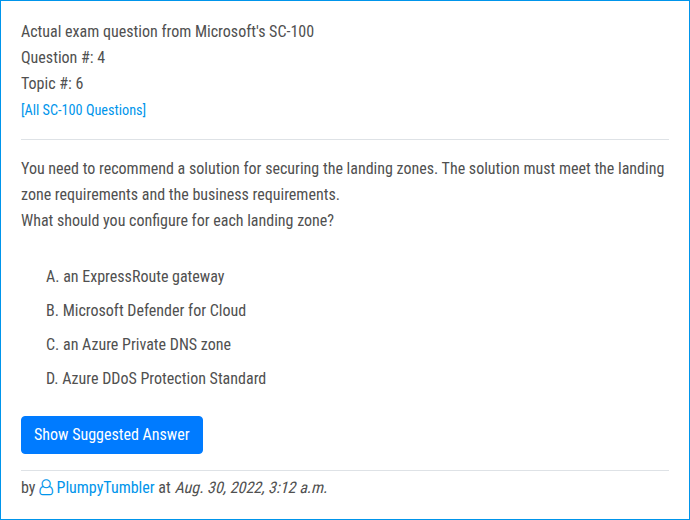 Actual exam question from Microsoft's SC-100
Question #: 4
Topic #: 6
[All SC-100 Questions]
You need to recommend a solution for securing the landing zones. The solution must meet the landing
zone requirements and the business requirements.
What should you configure for each landing zone?
A. an ExpressRoute gateway
B. Microsoft Defender for Cloud
C. an Azure Private DNS zone
D. Azure DDoS Protection Standard
Show Suggested Answer
by PlumpyTumbler at Aug. 30, 2022, 3:12 a.m.